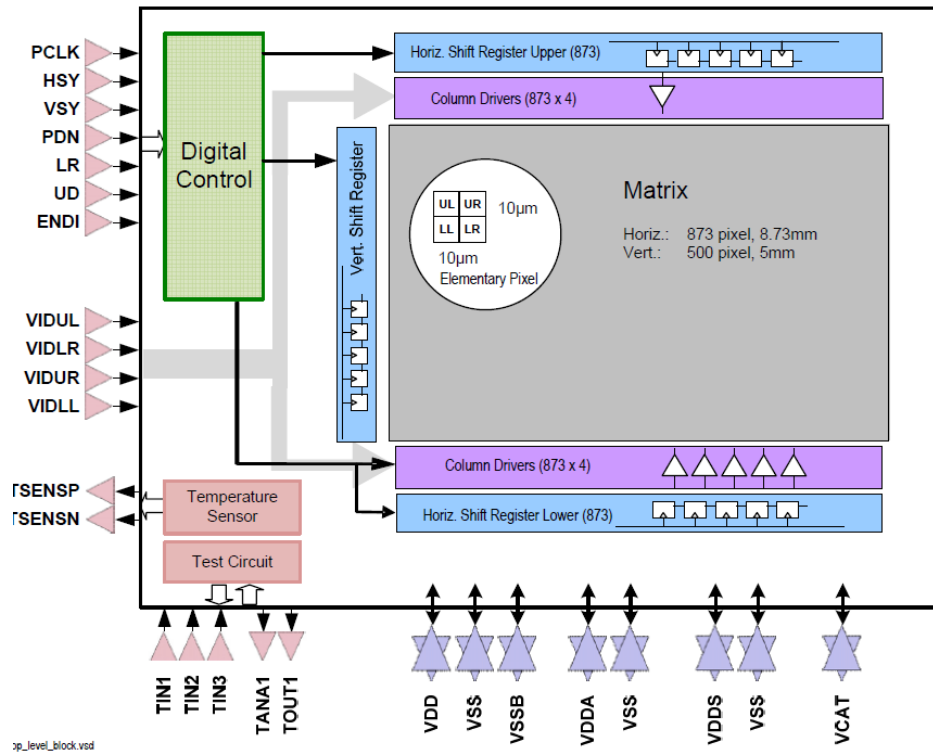 PCLK
HSY
VSY
PDN
LR
UD
ENDI
VIDUL
VIDLR
VIDUR
VIDLL
TSENSP
TSENSN
Digital
Control
Horiz. Shift Register Upper (873)
Column Drivers (873 x 4)
Vert. Shift Register
UL UR
LL LR
10µm
10µm
Elementary Pixel
Matrix
Horiz.: 873 pixel, 8.73mm
Vert.: 500 pixel, 5mm
Column Drivers (873 x 4)
Horiz. Shift Register Lower (873)
Temperature
Sensor
Test Circuit
TIN1
TIN2
TIN3
TANA1
TOUT1
VDD
VSS
VSSB
VDDA
VSS
VDDS
VSS
VCAT
op_level_block.vsd